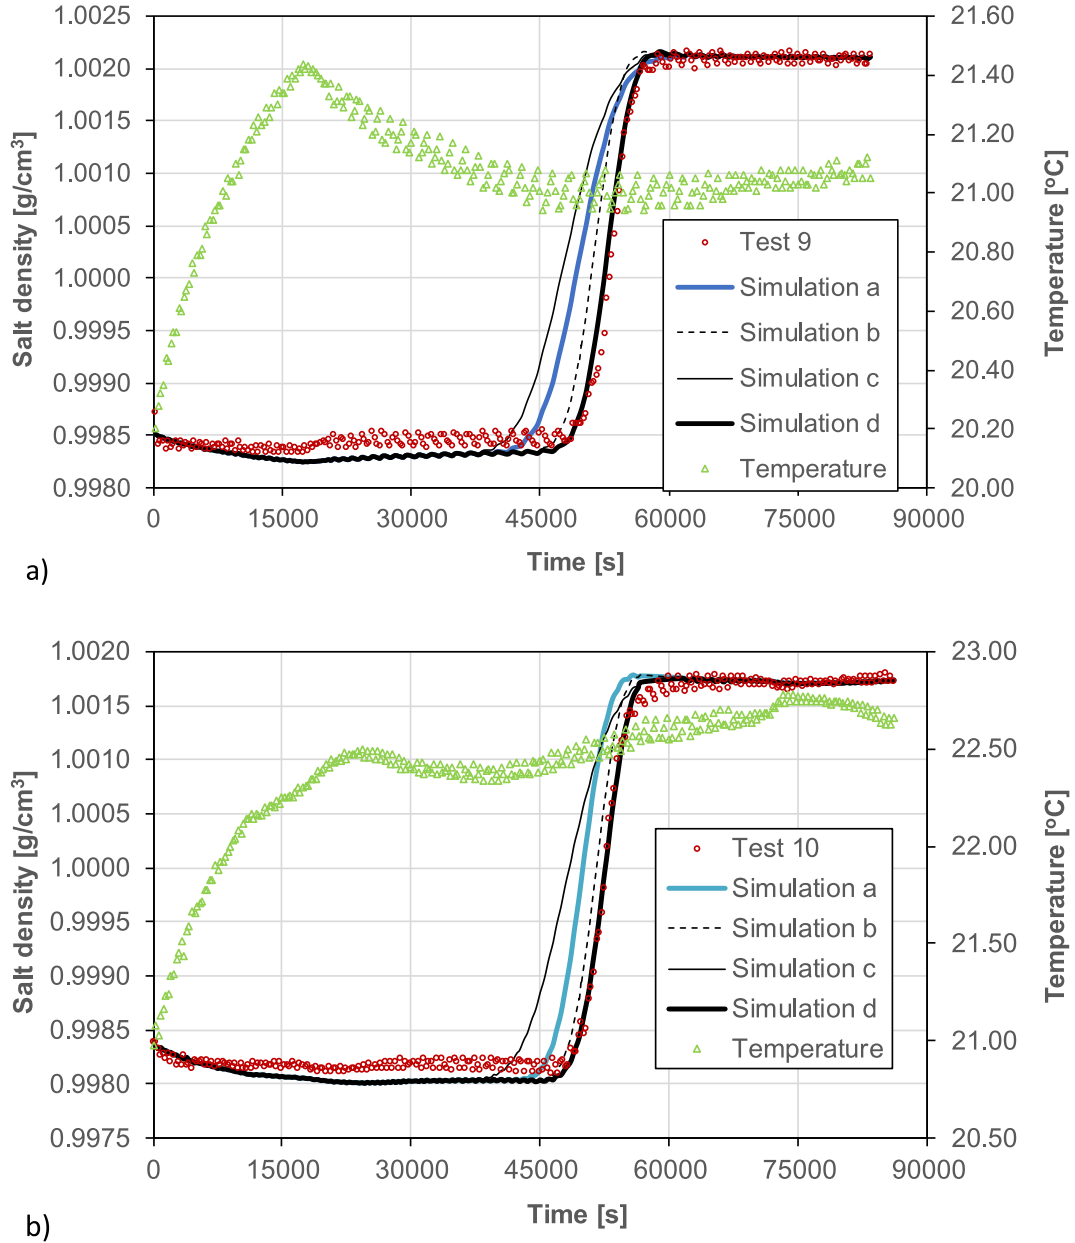 1.0025
1.0020
1.0015
1.0010
1.0005
1.0000
0.9995
0.9990
0.9985
0.9980
Salt density [g/cm³]
21.60
21.40
21.20
21.00
20.80
20.60
20.40
20.20
20.00
Temperature [°C]
Test 9
Simulation a
Simulation b
Simulation c
Simulation d
Temperature
0 15000 30000 45000 60000 75000 90000
Time [s]
a)
1.0020
1.0015
1.0010
1.0005
1.0000
0.9995
0.9990
0.9985
0.9980
0.9975
Salt density [g/cm³]
23.00
22.50
22.00
21.50
21.00
20.50
Temperature [°C]
Test 10
Simulation a
Simulation b
Simulation c
Simulation d
Temperature
0 15000 30000 45000 60000 75000 90000
Time [s]
b)